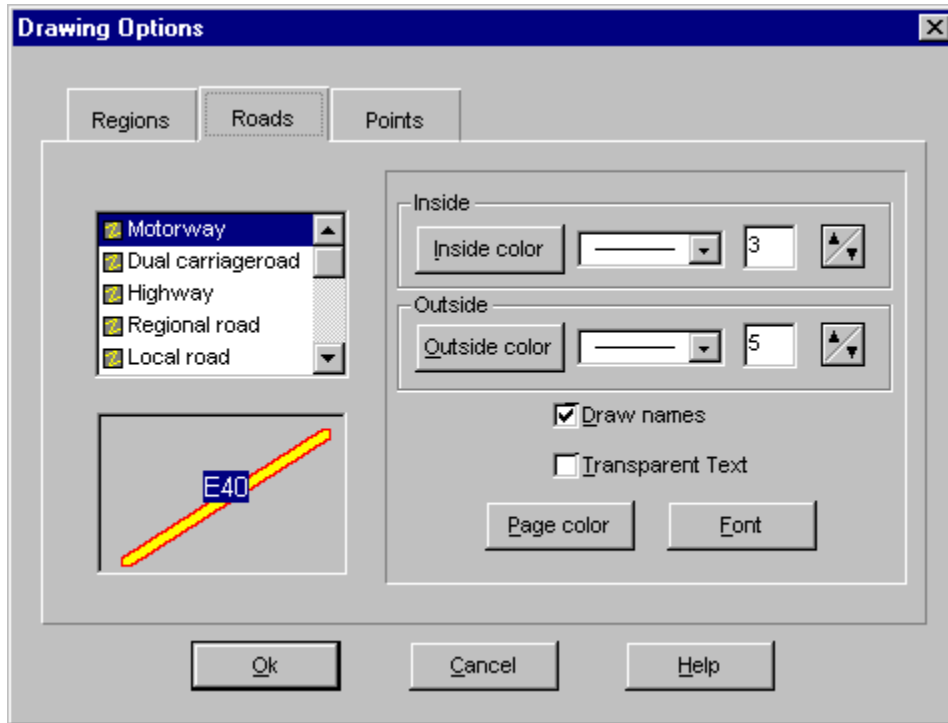 Drawing Options
Regions
Roads
Points
Motorway
Dual carriageroad
Highway
Regional road
Local road
E40
Inside
Inside color
3
Outside
Outside color
5
Draw names
Transparent Text
Page color
Font
Ok
Cancel
Help